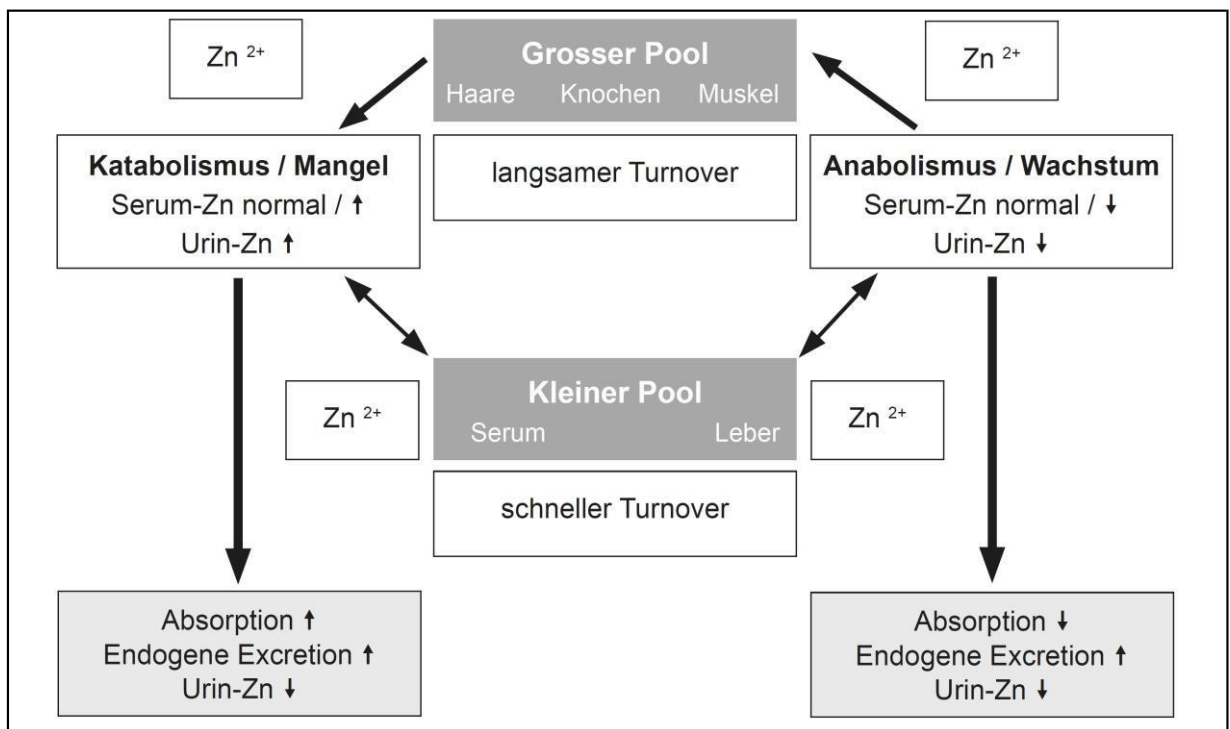 Zn 2+
Grosser Pool
Haare Knochen Muskel
Zn 2+
Katabolismus / Mangel
Serum-Zn normal / ↑
Urin-Zn ↑
langsamer Turnover
Anabolismus / Wachstum
Serum-Zn normal / ↓
Urin-Zn ↓
Zn 2+
Kleiner Pool
Serum Leber
Zn 2+
schneller Turnover
Absorption ↑
Endogene Excretion ↑
Urin-Zn ↓
Absorption ↓
Endogene Excretion ↑
Urin-Zn ↓